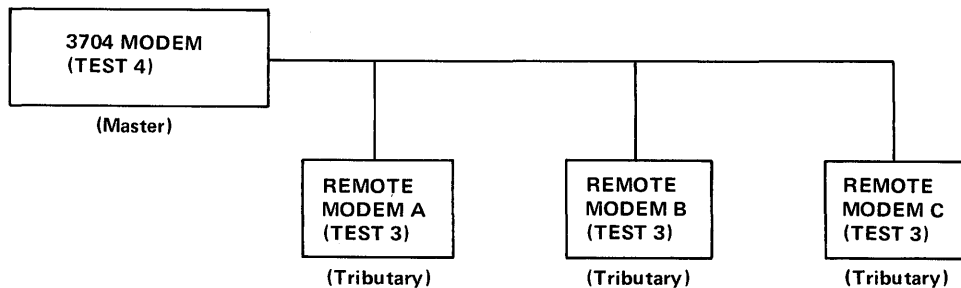 3704 MODEM
(TEST 4)
(Master)
REMOTE
MODEM A
(TEST 3)
(Tributary)
REMOTE
MODEM B
(TEST 3)
(Tributary)
REMOTE
MODEM C
(TEST 3)
(Tributary)